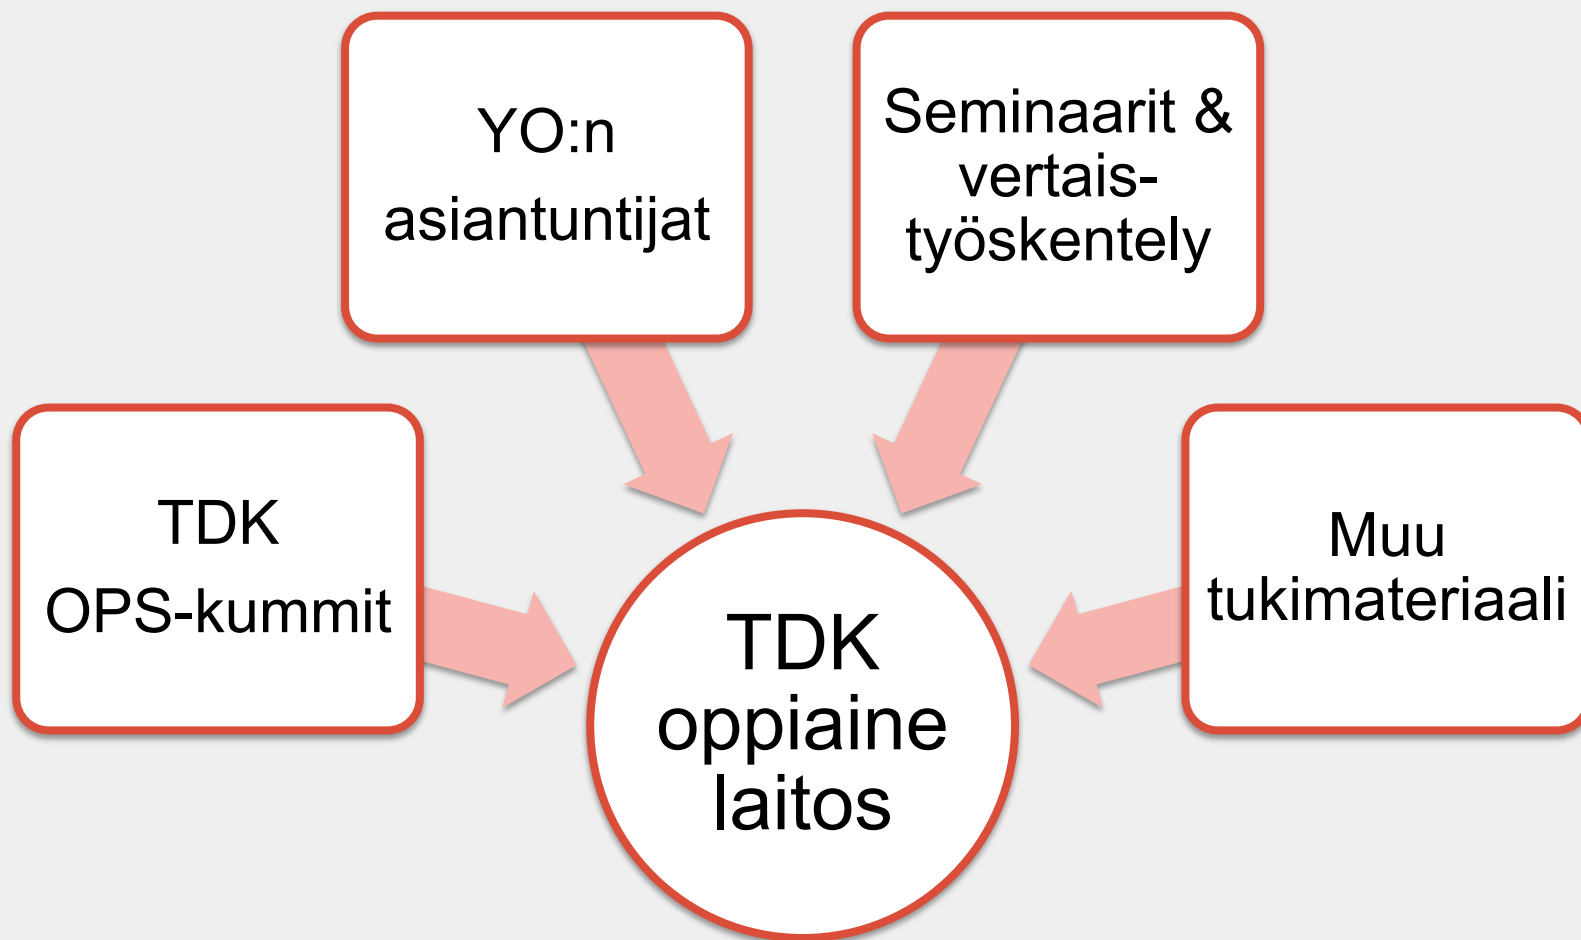 YO:n
asiantuntijat
Seminaarit &
vertais-
työskentely
TDK
OPS-kummit
Muu
tukimateriaali
TDK
oppiaine
laitos